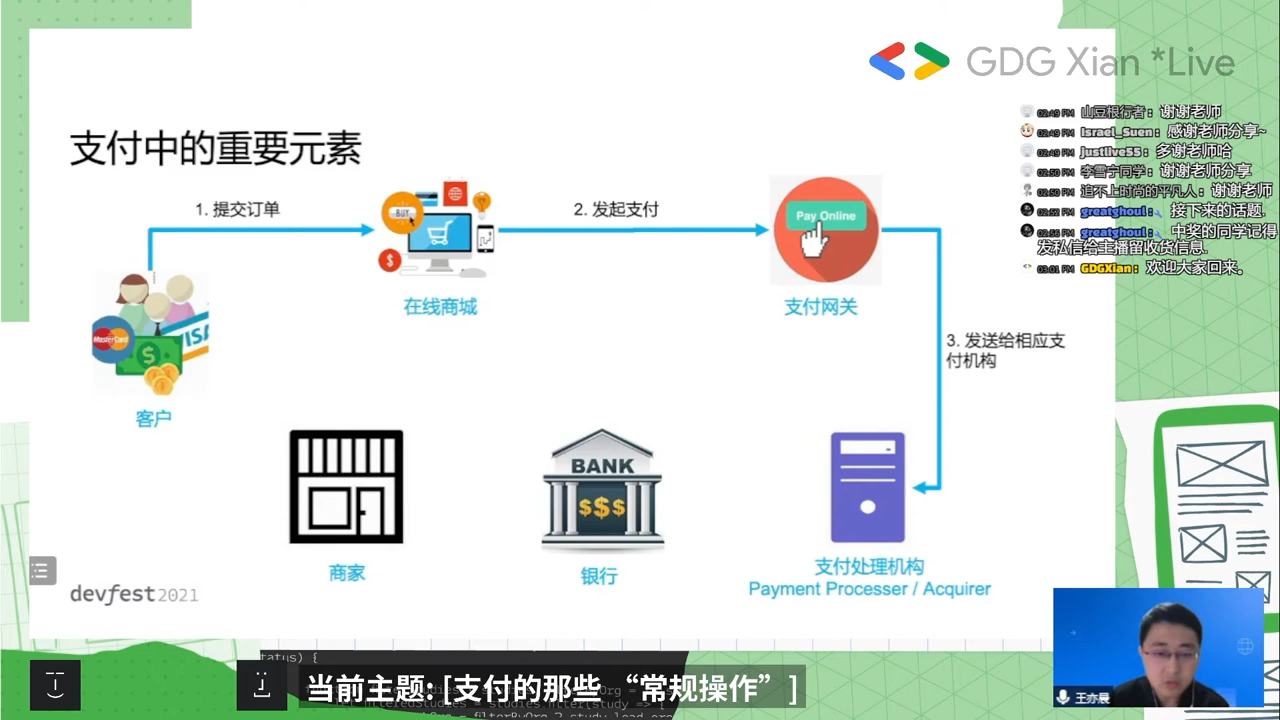 GDG Xian *Live
支付中的重要元素
1. 提交订单
2. 发起支付
BUY
Pay Online
MasterCard
VISA
$
在线商城
支付网关
3. 发送给相应支
付机构
客户
BANK
$$$
商家
银行
支付处理机构
Payment Processer / Acquirer
devfest2021
02:49 PM 山豆根行者: 谢谢老师
02:49 PM Israel_Suen: 感谢老师分享~
02:49 PM justlive55: 多谢老师哈
02:50 PM 李雪宁同学: 谢谢老师分享
02:50 PM 追不上时尚的平凡人: 谢谢老师
02:52 PM greatghoul: 接下来的话题
02:56 PM greatghoul: 中奖的同学记得
发私信给主播留收货信息.
03:01 PM GDGXian: 欢迎大家回来。
tatus) {
当前主题: [支付的那些 “常规操作” ]
王亦晨